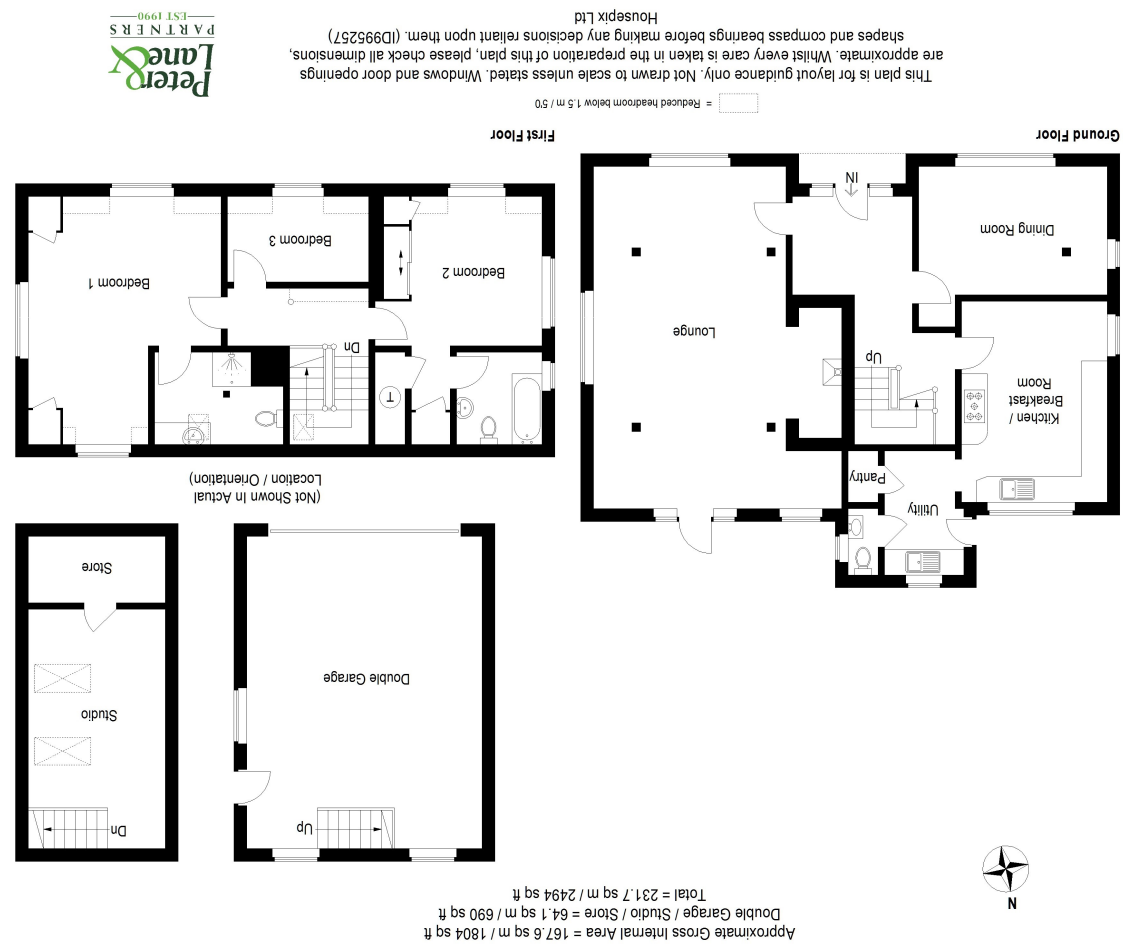 Approximate Gross Internal Area = 167.6 sq m / 1804 sq ft
Double Garage / Studio / Store = 64.1 sq m / 690 sq ft
Total = 231.7 sq m / 2494 sq ft
N
Up
Double Garage
Dn
Studio
Store
(Not Shown In Actual
Location / Orientation)
Utility
Pantry
Kitchen /
Breakfast
Room
Up
Lounge
Dining Room
IN
Ground Floor
T
Dn
Bedroom 2
Bedroom 1
Bedroom 3
First Floor
= Reduced headroom below 1.5 m / 5'0
This plan is for layout guidance only. Not drawn to scale unless stated. Windows and door openings
are approximate. Whilst every care is taken in the preparation of this plan, please check all dimensions,
shapes and compass bearings before making any decisions reliant upon them. (ID995257)
Housepix Ltd
Peter &
Lane
PARTNERS
EST 1990